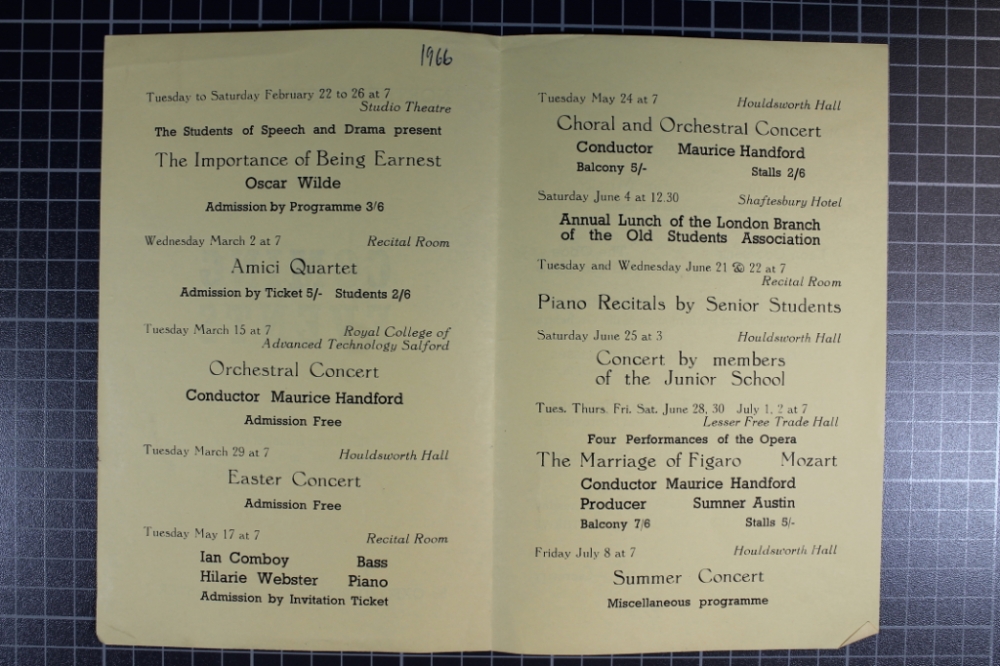 1966
Tuesday to Saturday February 22 to 26 at 7
Studio Theatre
The Students of Speech and Drama present
The Importance of Being Earnest
Oscar Wilde
Admission by Programme 3/6
Wednesday March 2 at 7 Recital Room
Amici Quartet
Admission by Ticket 5/- Students 2/6
Tuesday March 15 at 7 Royal College of
Advanced Technology Salford
Orchestral Concert
Conductor Maurice Handford
Admission Free
Tuesday March 29 at 7 Houldsworth Hall
Easter Concert
Admission Free
Tuesday May 17 at 7 Recital Room
Ian Comboy Bass
Hilarie Webster Piano
Admission by Invitation Ticket
Tuesday May 24 at 7 Houldsworth Hall
Choral and Orchestral Concert
Conductor Maurice Handford
Balcony 5/- Stalls 2/6
Saturday June 4 at 12.30 Shaftesbury Hotel
Annual Lunch of the London Branch
of the Old Students Association
Tuesday and Wednesday June 21 & 22 at 7
Recital Room
Piano Recitals by Senior Students
Saturday June 25 at 3 Houldsworth Hall
Concert by members
of the Junior School
Tues. Thurs. Fri. Sat. June 28, 30 July 1, 2 at 7
Lesser Free Trade Hall
Four Performances of the Opera
The Marriage of Figaro Mozart
Conductor Maurice Handford
Producer Sumner Austin
Balcony 7/6 Stalls 5/-
Friday July 8 at 7 Houldsworth Hall
Summer Concert
Miscellaneous programme